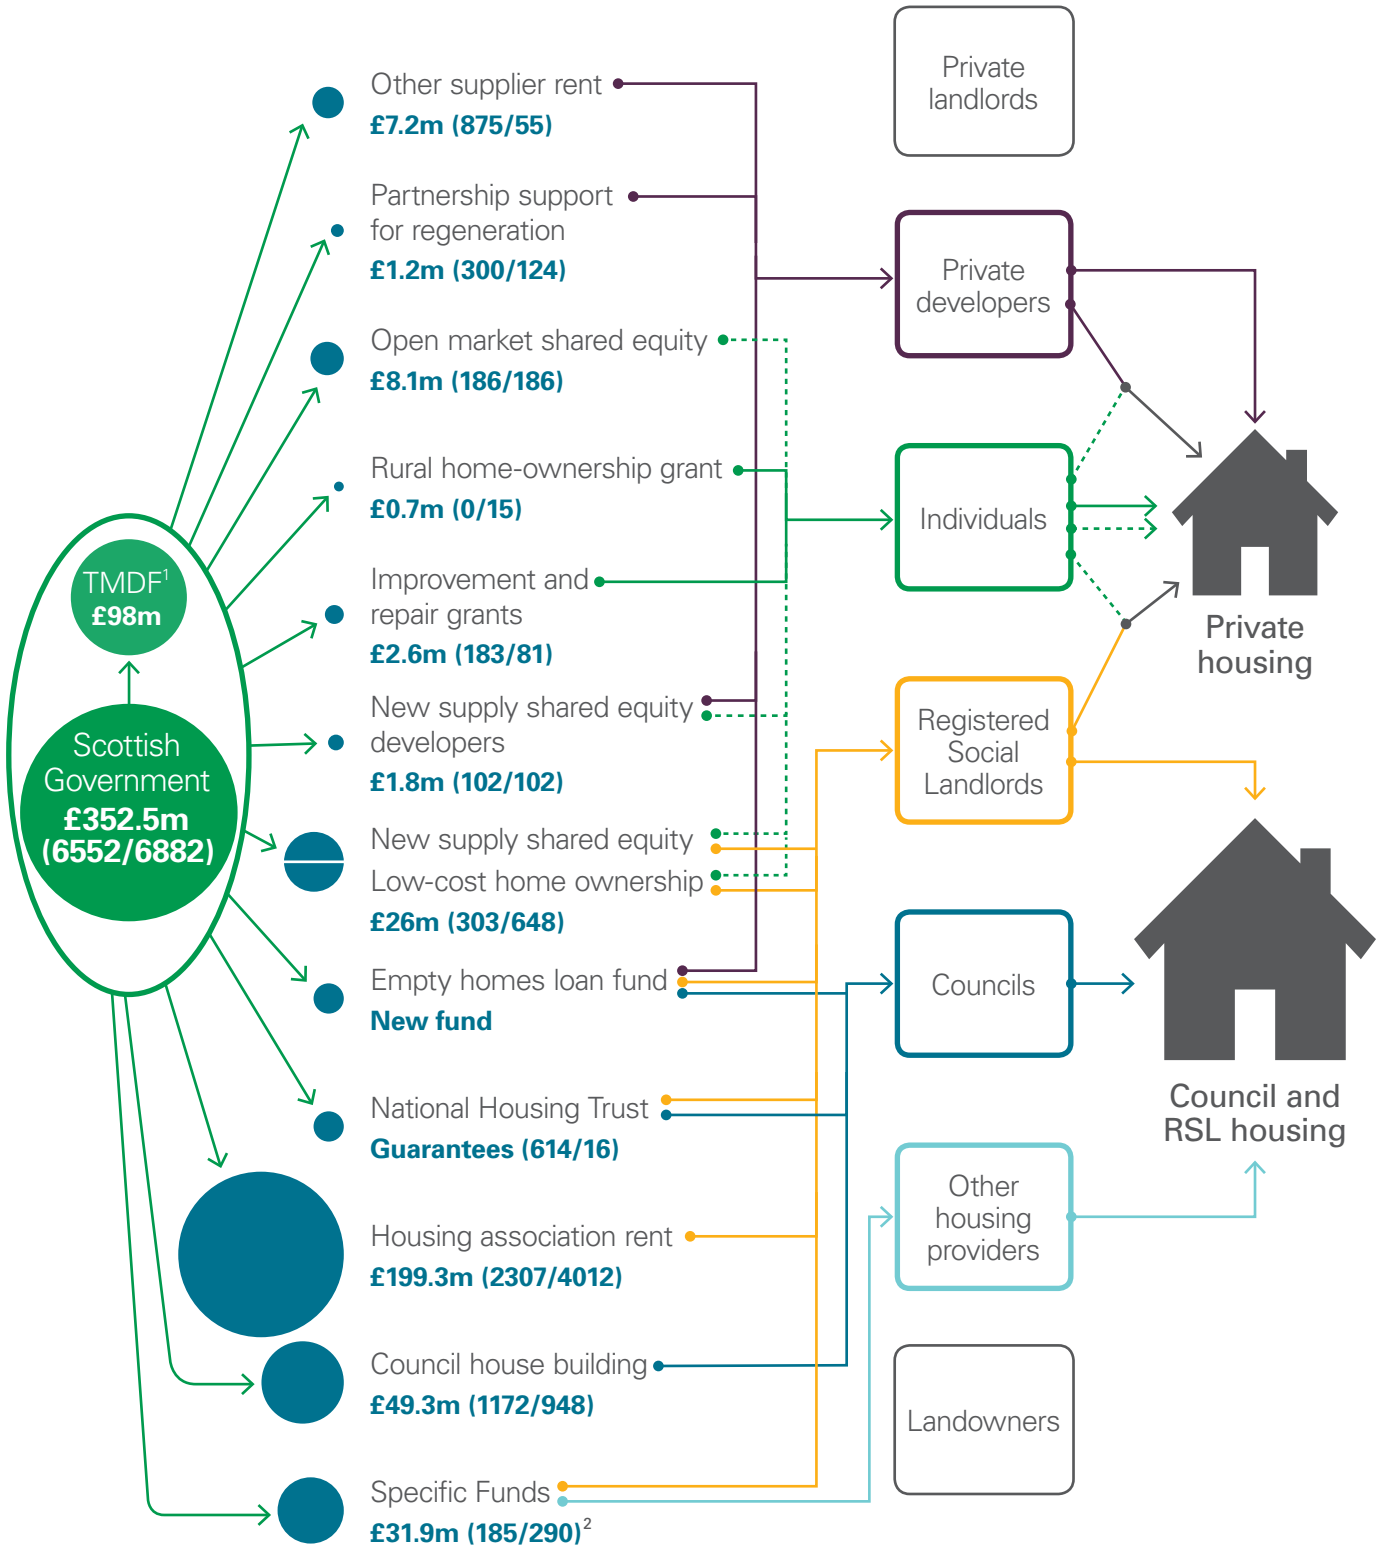 Other supplier rent
£7.2m (875/55)
Partnership support
for regeneration
£1.2m (300/124)
Open market shared equity
£8.1m (186/186)
Rural home-ownership grant
£0.7m (0/15)
Improvement and
repair grants
£2.6m (183/81)
New supply shared equity
developers
£1.8m (102/102)
New supply shared equity
Low-cost home ownership
£26m (303/648)
Empty homes loan fund
New fund
National Housing Trust
Guarantees (614/16)
Housing association rent
£199.3m (2307/4012)
Council house building
£49.3m (1172/948)
Specific Funds
£31.9m (185/290)2
TMDF1
£98m
Scottish
Government
£352.5m
(6552/6882)
Private
landlords
Private
developers
Individuals
Registered
Social
Landlords
Councils
Other
housing
providers
Landowners
Private
housing
Council and
RSL housing